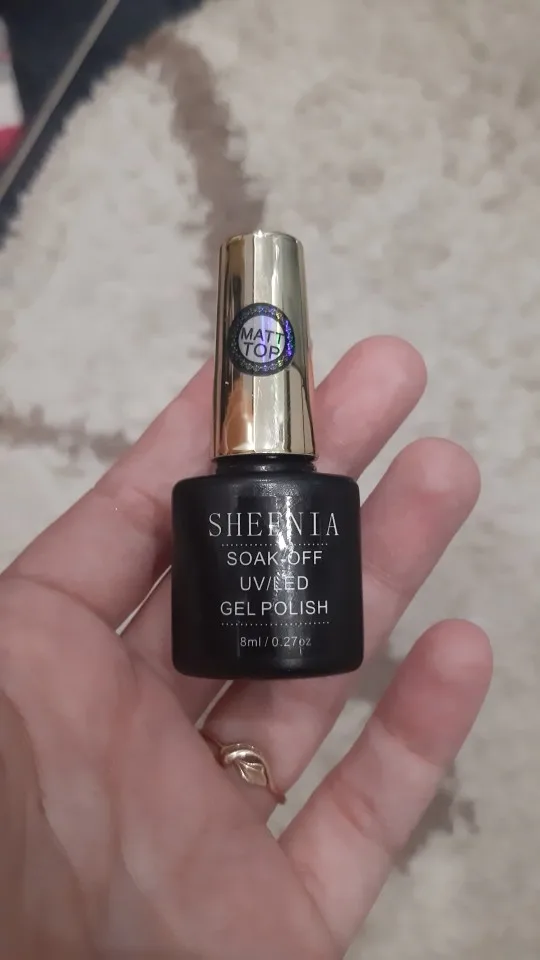 MATT
TOP
SHEENIA
SOAK-OFF
UV/LED
GEL POLISH
8ml / 0.27oz